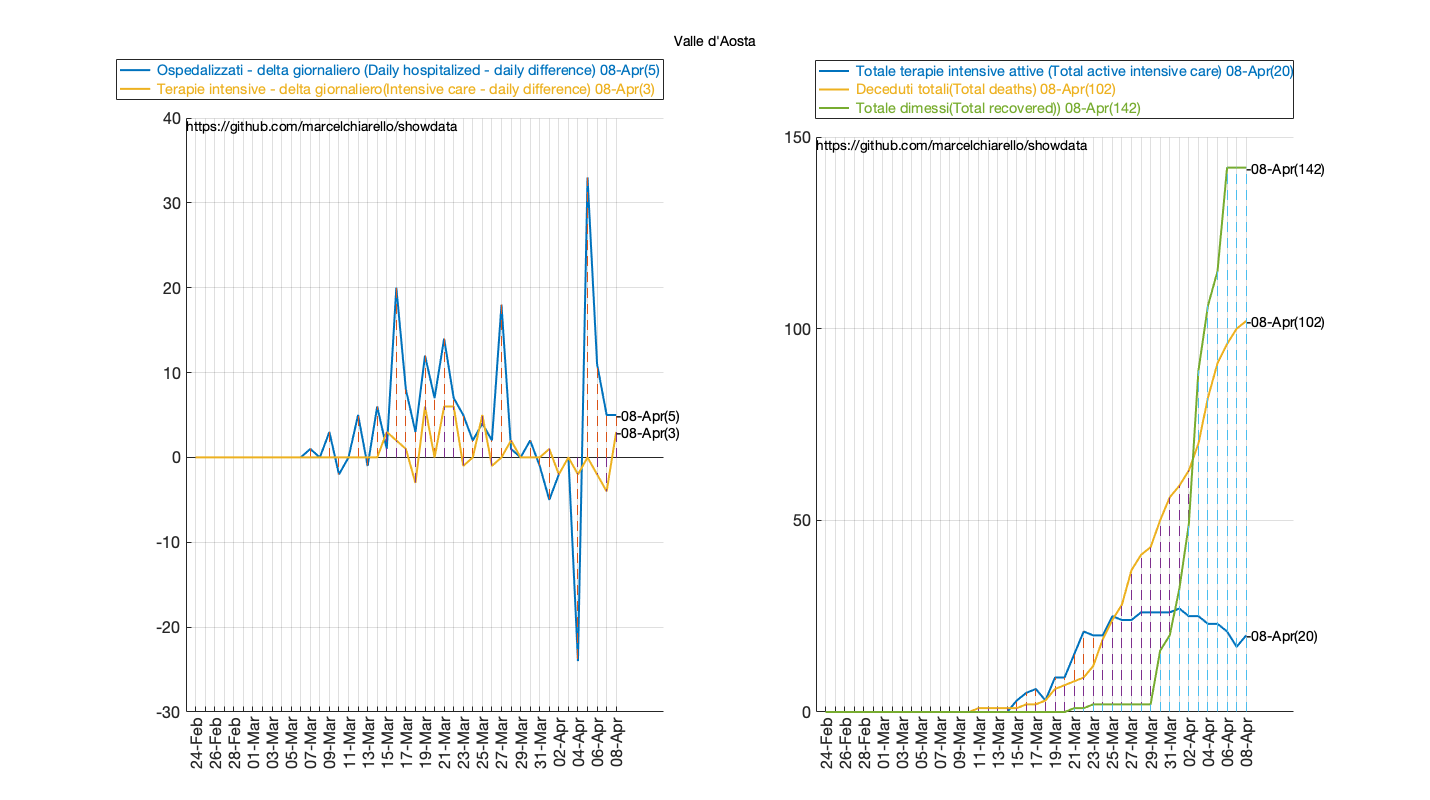 Valle d'Aosta
Ospedalizzati - delta giornaliero (Daily hospitalized - daily difference) 08-Apr(5)
Terapie intensive - delta giornaliero(Intensive care - daily difference) 08-Apr(3)
https://github.com/marcelchiarello/showdata
40
30
20
10
0
-10
-20
-30
-08-Apr(5)
-08-Apr(3)
24-Feb
26-Feb
28-Feb
01-Mar
03-Mar
05-Mar
07-Mar
09-Mar
11-Mar
13-Mar
15-Mar
17-Mar
19-Mar
21-Mar
23-Mar
25-Mar
27-Mar
29-Mar
31-Mar
02-Apr
04-Apr
06-Apr
08-Apr
Totale terapie intensive attive (Total active intensive care) 08-Apr(20)
Deceduti totali(Total deaths) 08-Apr(102)
Totale dimessi(Total recovered)) 08-Apr(142)
https://github.com/marcelchiarello/showdata
150
100
50
0
-08-Apr(142)
-08-Apr(102)
-08-Apr(20)
24-Feb
26-Feb
28-Feb
01-Mar
03-Mar
05-Mar
07-Mar
09-Mar
11-Mar
13-Mar
15-Mar
17-Mar
19-Mar
21-Mar
23-Mar
25-Mar
27-Mar
29-Mar
31-Mar
02-Apr
04-Apr
06-Apr
08-Apr